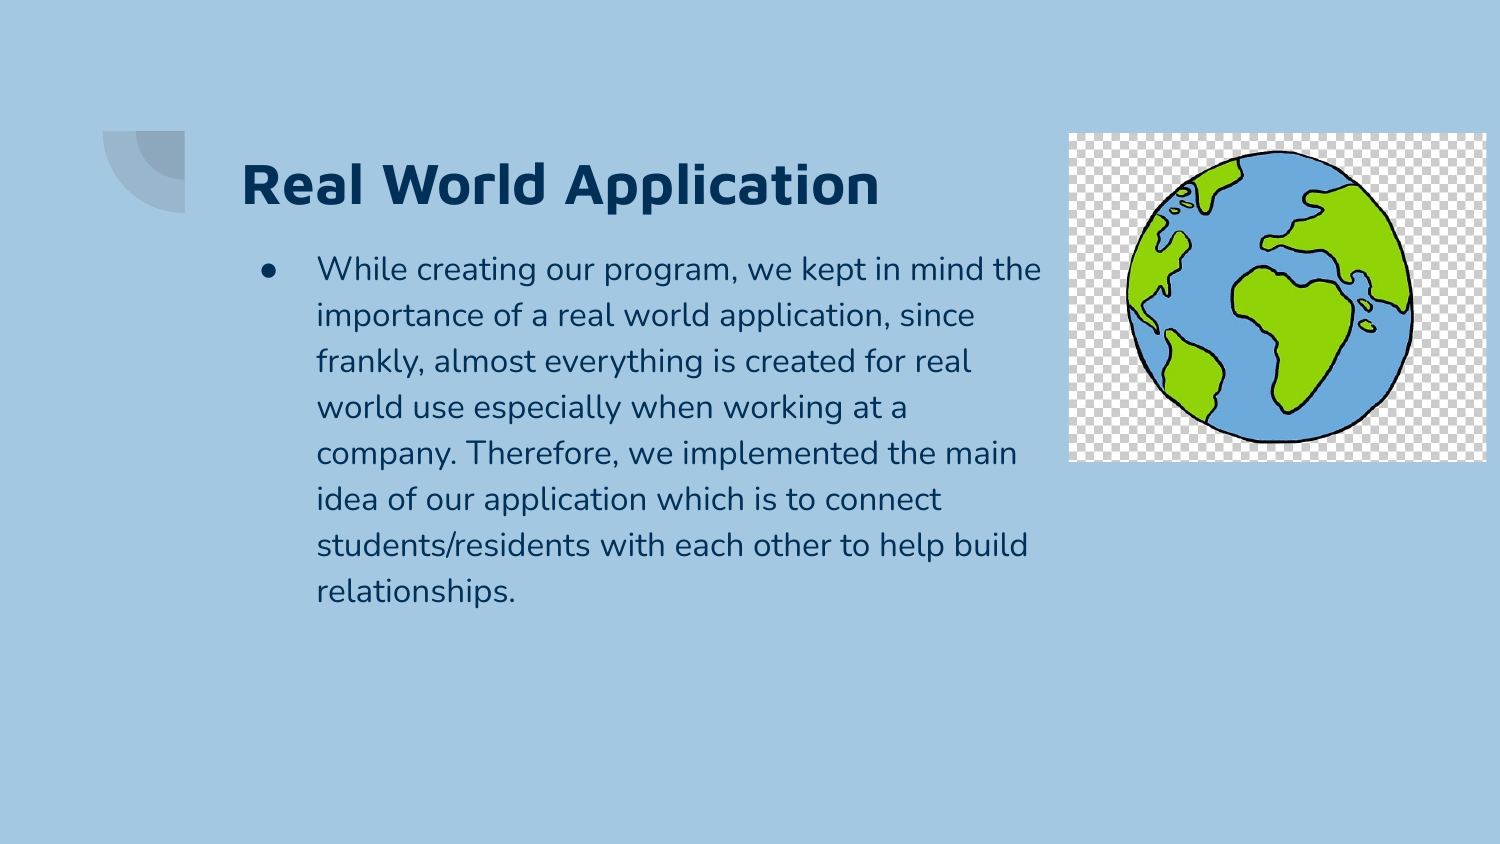 Real World Application
● While creating our program, we kept in mind the
importance of a real world application, since
frankly, almost everything is created for real
world use especially when working at a
company. Therefore, we implemented the main
idea of our application which is to connect
students/residents with each other to help build
relationships.